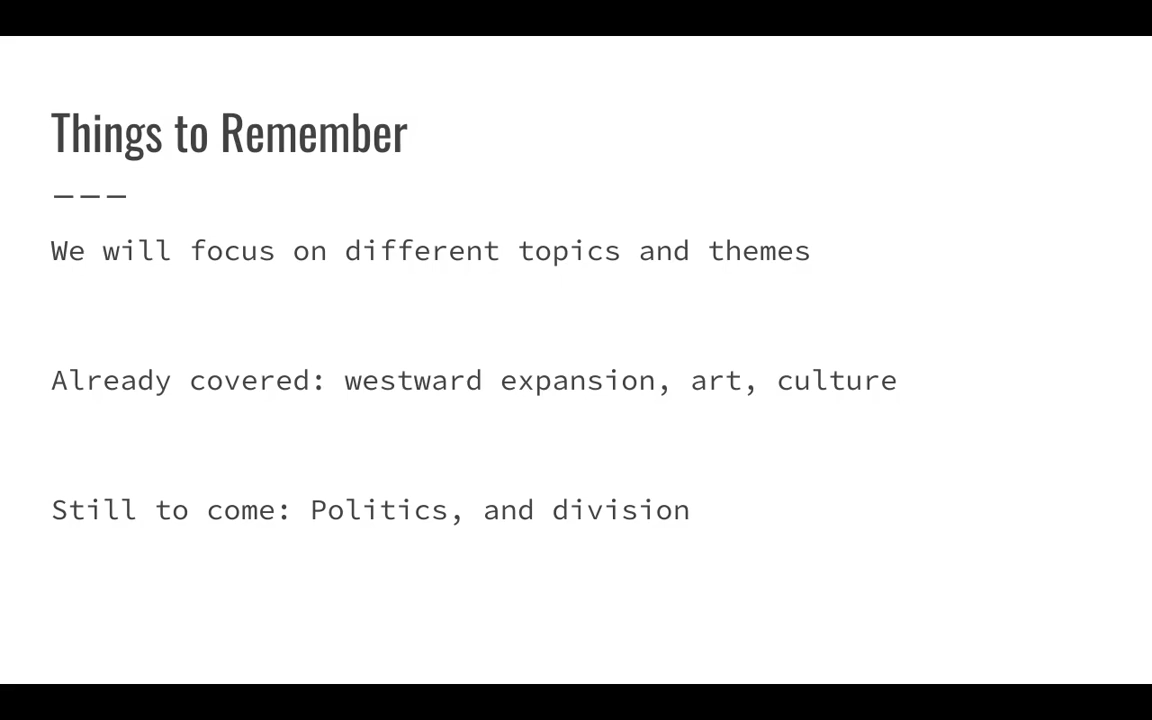 Things to Remember
We will focus on different topics and themes
Already covered: westward expansion, art, culture
Still to come: Politics, and division